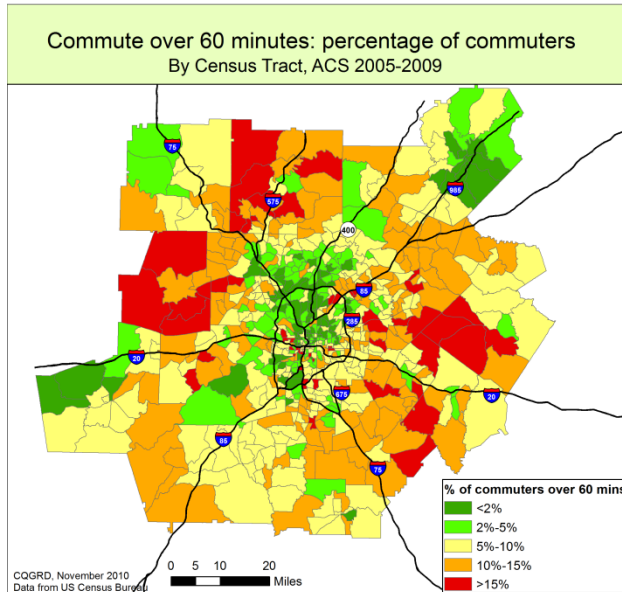 Commute over 60 minutes: percentage of commuters
By Census Tract, ACS 2005-2009
75
575
985
400
85
285
20
675
20
85
75
% of commuters over 60 mins
<2%
2%-5%
5%-10%
10%-15%
>15%
CQGRD, November 2010
Data from US Census Bureau
0 5 10 20
Miles